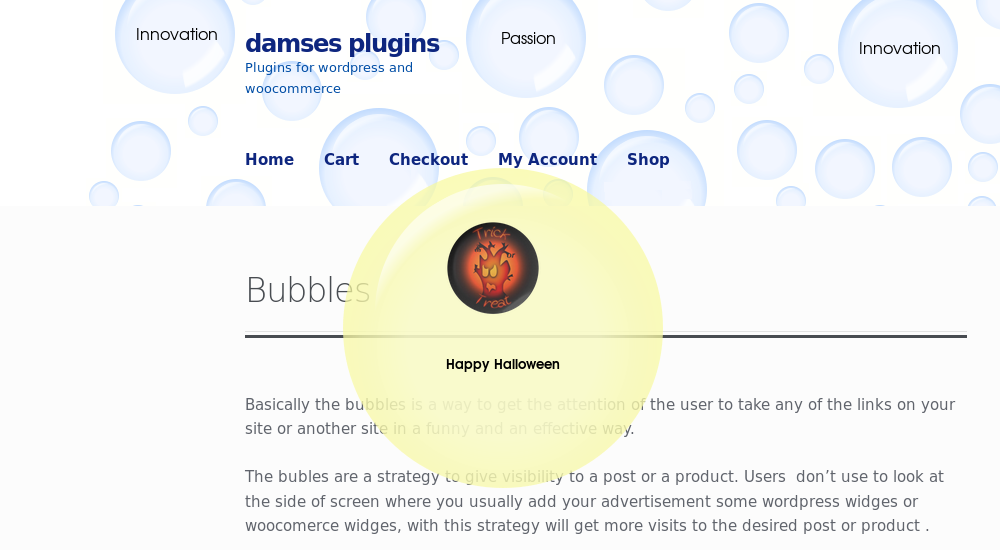 Innovation
Passion
Innovation
damses plugins
Plugins for wordpress and
woocommerce
Home Cart Checkout My Account Shop
Trick
or
Treat
Bubbles
Happy Halloween
Basically the bubbles is a way to get the attention of the user to take any of the links on your
site or another site in a funny and an effective way.
The bubles are a strategy to give visibility to a post or a product. Users don’t use to look at
the side of screen where you usually add your advertisement some wordpress widgets or
woocomerce widgets, with this strategy will get more visits to the desired post or product .